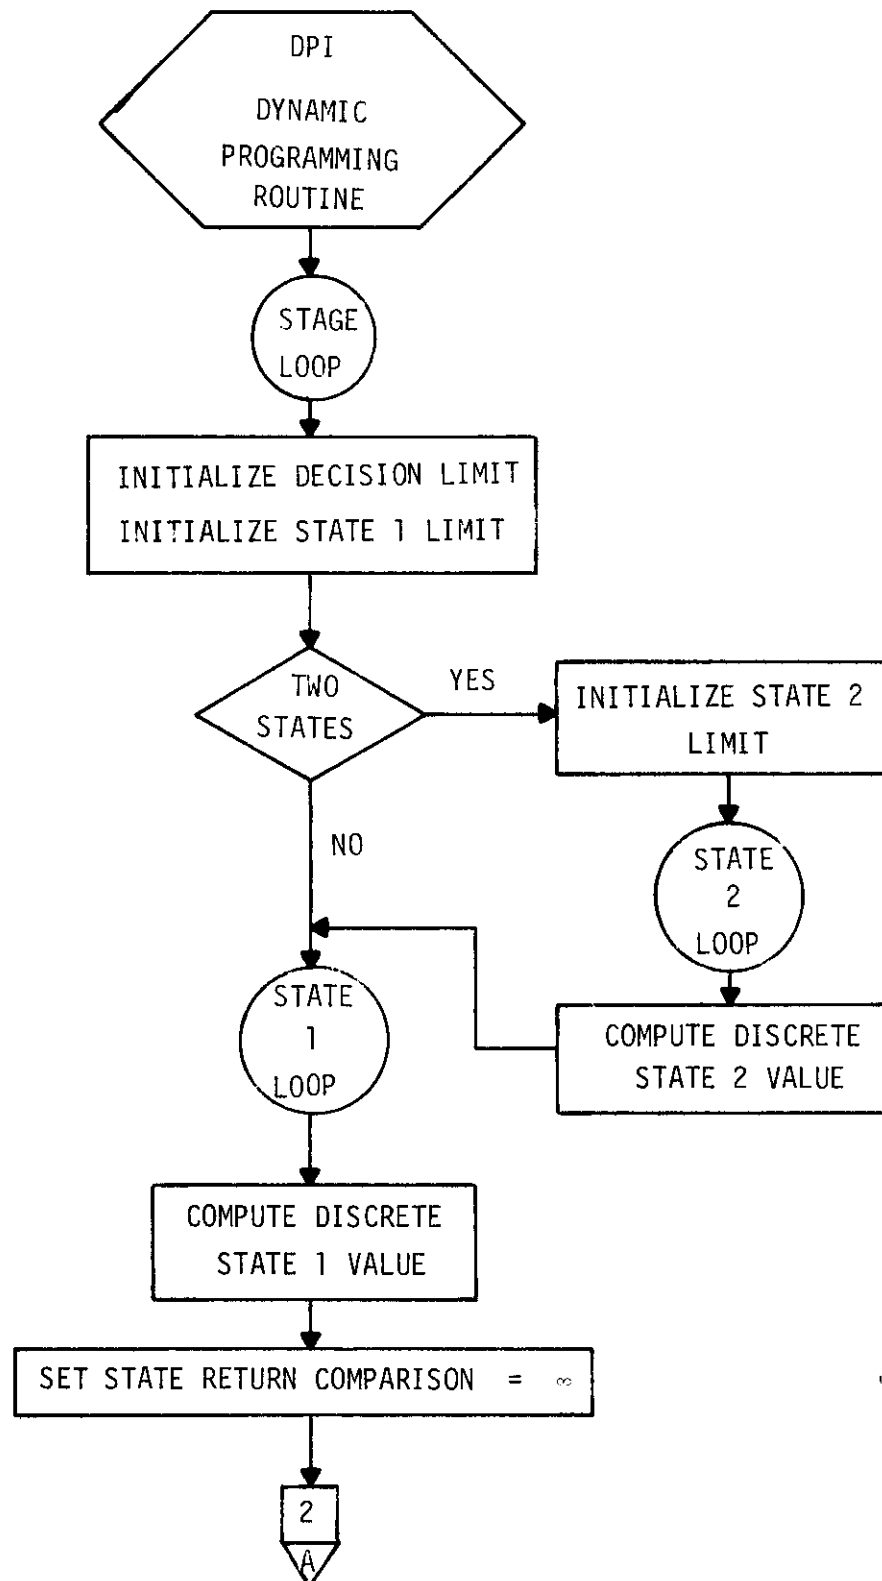 DPI
DYNAMIC
PROGRAMMING
ROUTINE
STAGE
LOOP
INITIALIZE DECISION LIMIT
INITIALIZE STATE 1 LIMIT
TWO
STATES
YES
INITIALIZE STATE 2
LIMIT
NO
STATE
2
LOOP
COMPUTE DISCRETE
STATE 2 VALUE
STATE
1
LOOP
COMPUTE DISCRETE
STATE 1 VALUE
SET STATE RETURN COMPARISON = ∞
2
A